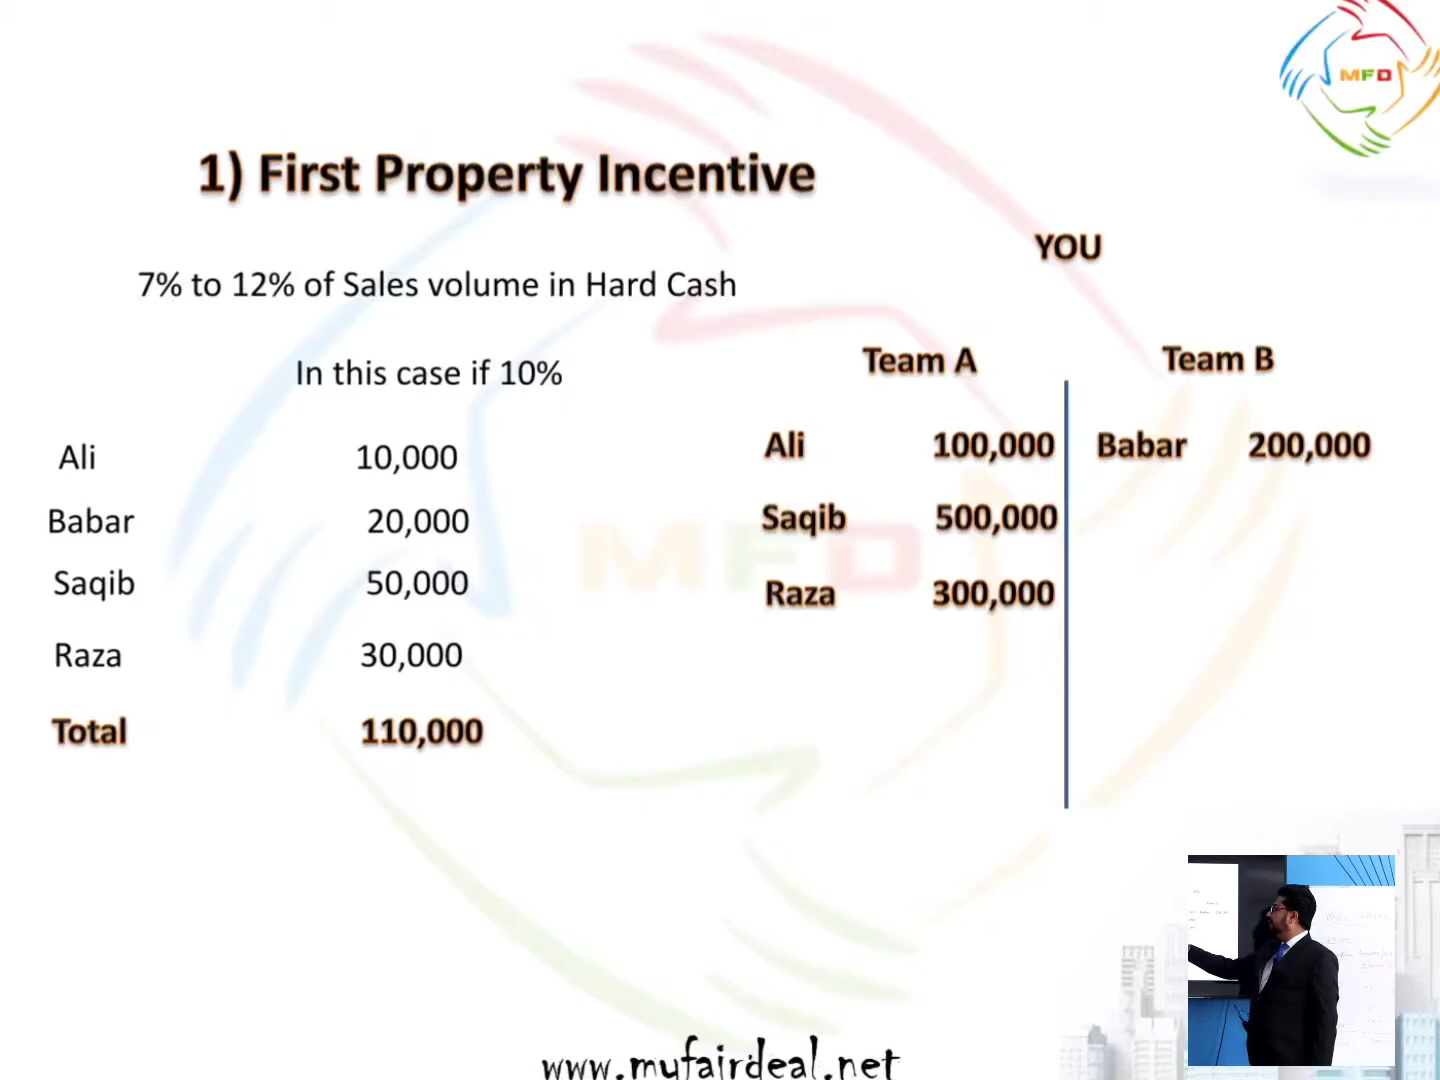 MFD
1) First Property Incentive
YOU
7% to 12% of Sales volume in Hard Cash
In this case if 10%
Team A
Team B
Ali 10,000
Babar 20,000
Saqib 50,000
Raza 30,000
Total 110,000
Ali 100,000
Saqib 500,000
Raza 300,000
Babar 200,000
MFD
www.myfairdeal.net